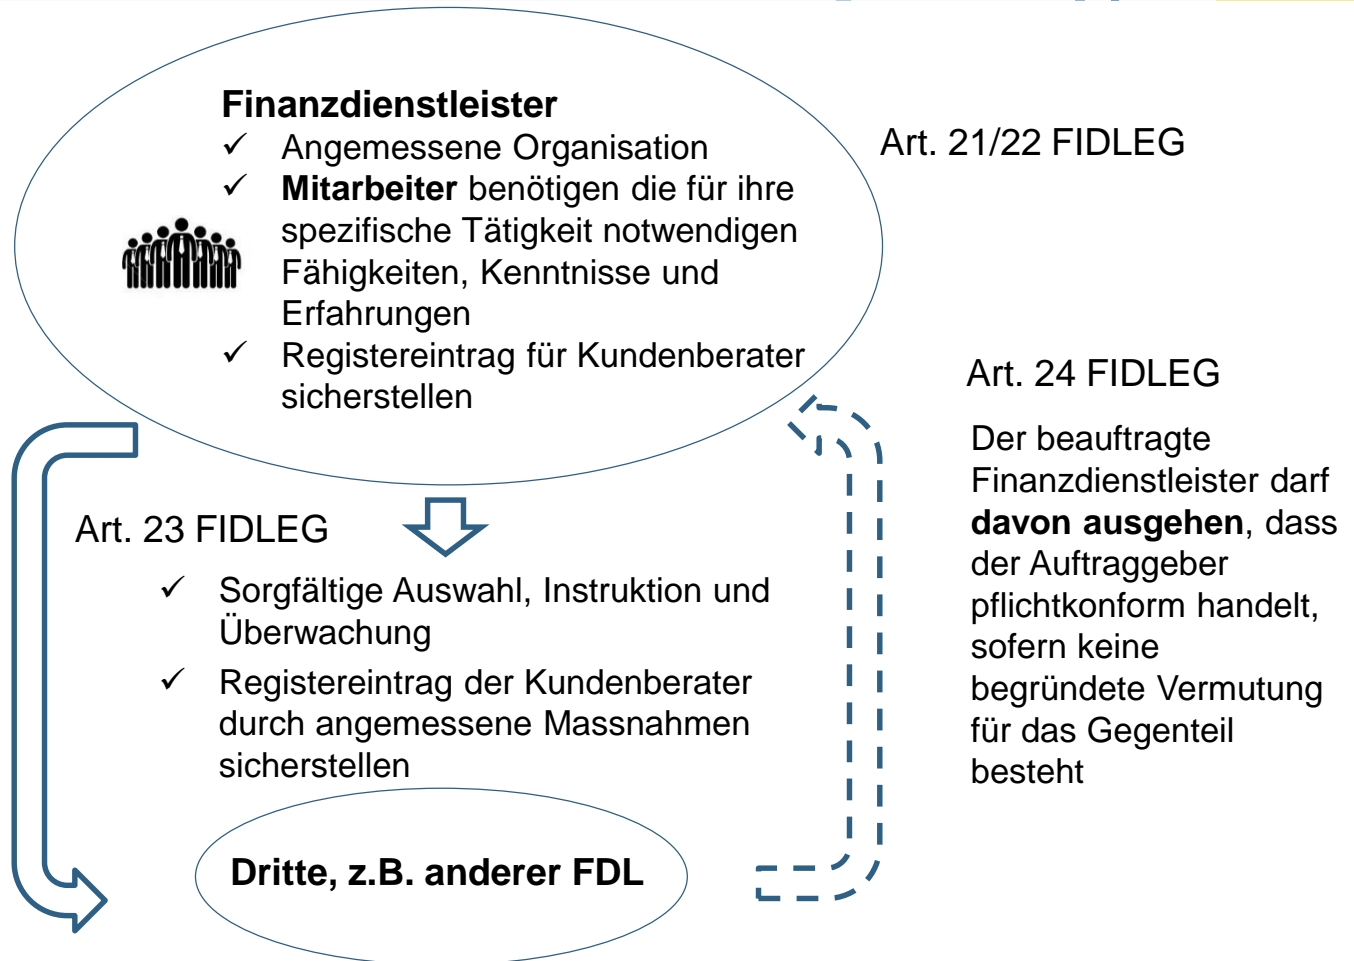 Finanzdienstleister
✓ Angemessene Organisation
✓ Mitarbeiter benötigen die für ihre
spezifische Tätigkeit notwendigen
Fähigkeiten, Kenntnisse und
Erfahrungen
✓ Registereintrag für Kundenberater
sicherstellen
Art. 21/22 FIDLEG
Art. 23 FIDLEG
✓ Sorgfältige Auswahl, Instruktion und
Überwachung
✓ Registereintrag der Kundenberater
durch angemessene Massnahmen
sicherstellen
Dritte, z.B. anderer FDL
Art. 24 FIDLEG
Der beauftragte
Finanzdienstleister darf
davon ausgehen, dass
der Auftraggeber
pflichtkonform handelt,
sofern keine
begründete Vermutung
für das Gegenteil
besteht